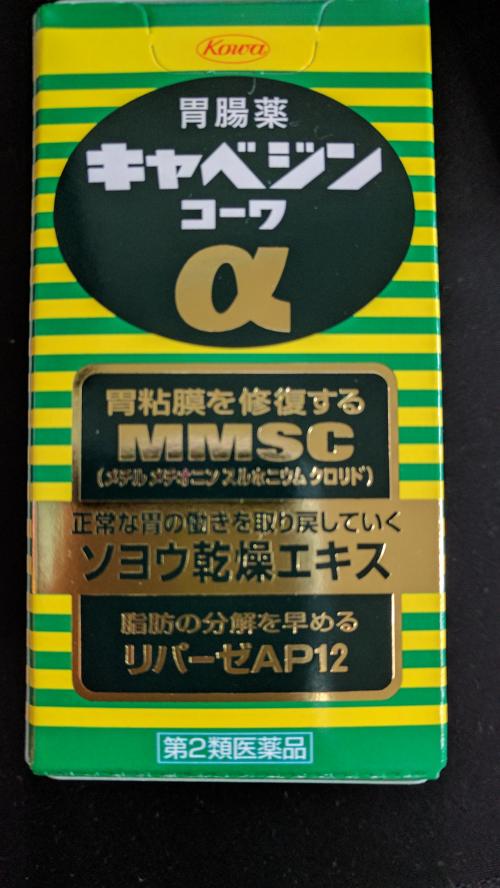 Kowa
胃腸薬
キャベジン
コーワ
α
胃粘膜を修復する
MMSC
(メチルメチオニンスルホニウムクロリド)
正常な胃の働きを取り戻していく
ソヨウ乾燥エキス
脂肪の分解を早める
リパーゼAP12
第2類医薬品